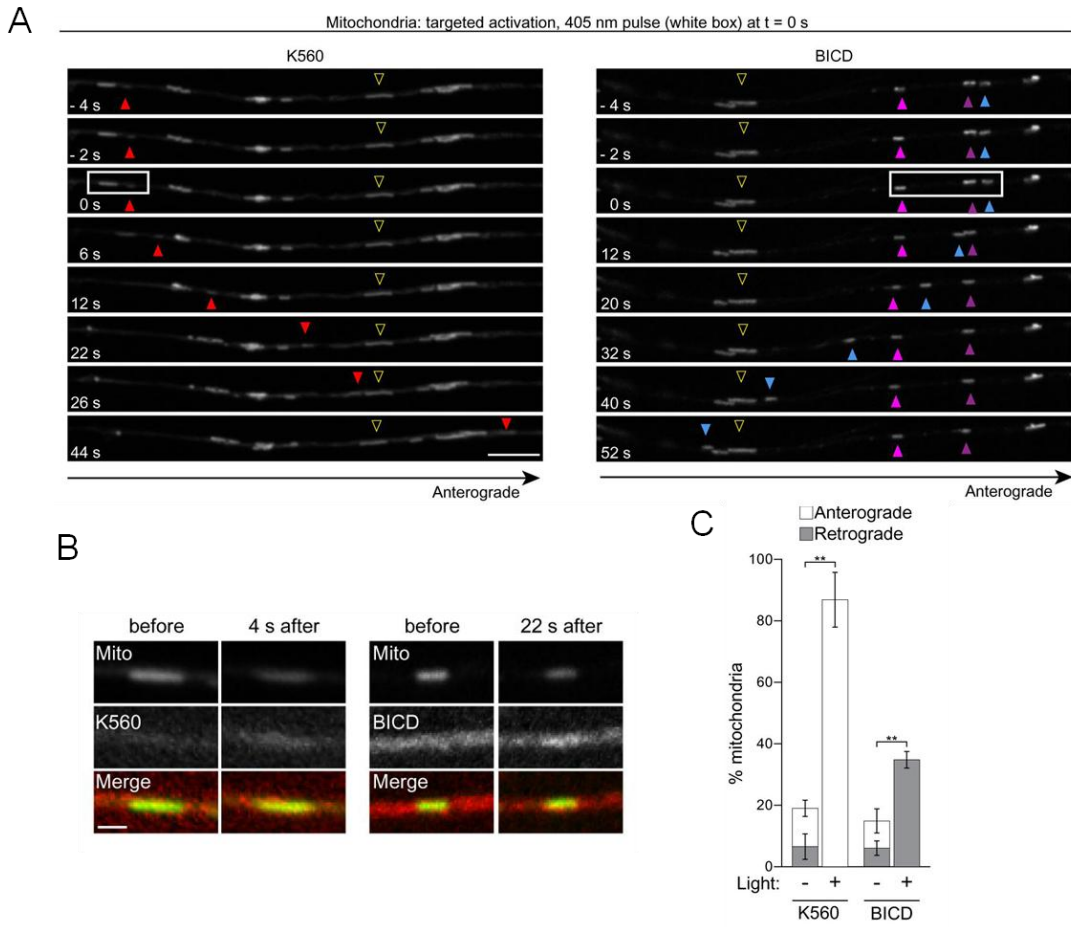 A
Mitochondria: targeted activation, 405 nm pulse (white box) at t = 0 s
K560
- 4 s
- 2 s
0 s
6 s
12 s
22 s
26 s
44 s
Anterograde
BICD
- 4 s
- 2 s
0 s
12 s
20 s
32 s
40 s
52 s
Anterograde
B
before
4 s after
Mito
K560
Merge
before
22 s after
Mito
BICD
Merge
C
Anterograde
Retrograde
% mitochondria
100
80
60
40
20
0
**
**
Light: - + - +
K560 BICD